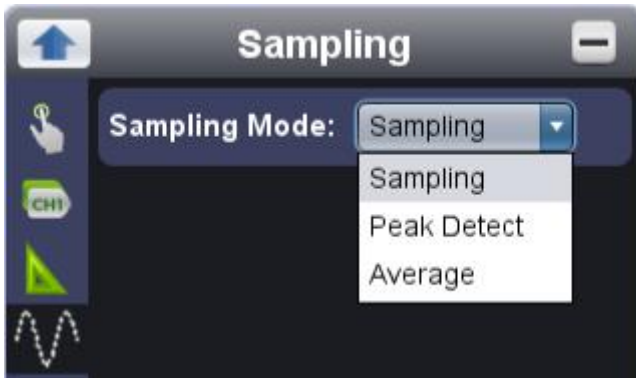 Sampling
Sampling Mode: Sampling
Sampling
Peak Detect
CH1
Average